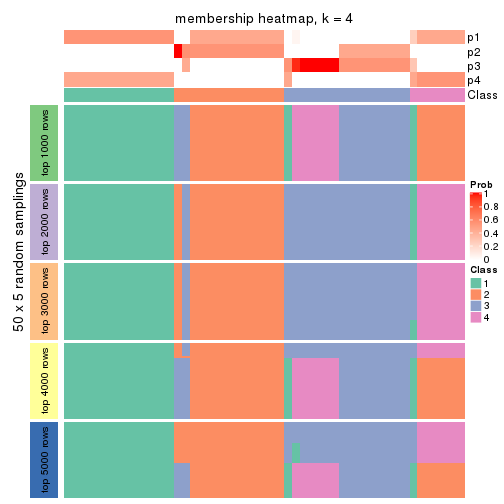 membership heatmap, k = 4
p1
p2
p3
p4
Class
50 x 5 random samplings
top 1000 rows
top 2000 rows
top 3000 rows
top 4000 rows
top 5000 rows
Prob
1
0.8
0.6
0.4
0.2
0
Class
1
2
3
4